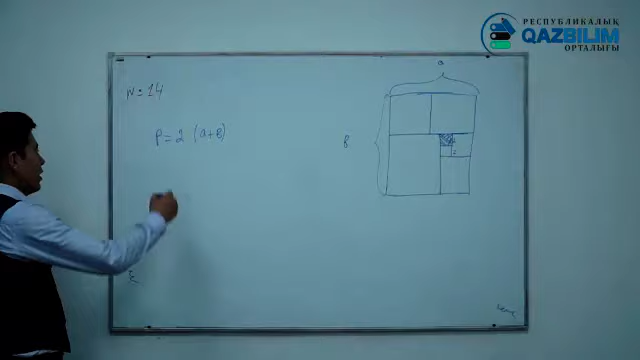 РЕСПУБЛИКАЛЫҚ
QAZBILIM
ОРТАЛЫҒЫ
N=14
a
P=2 (a+b)
b